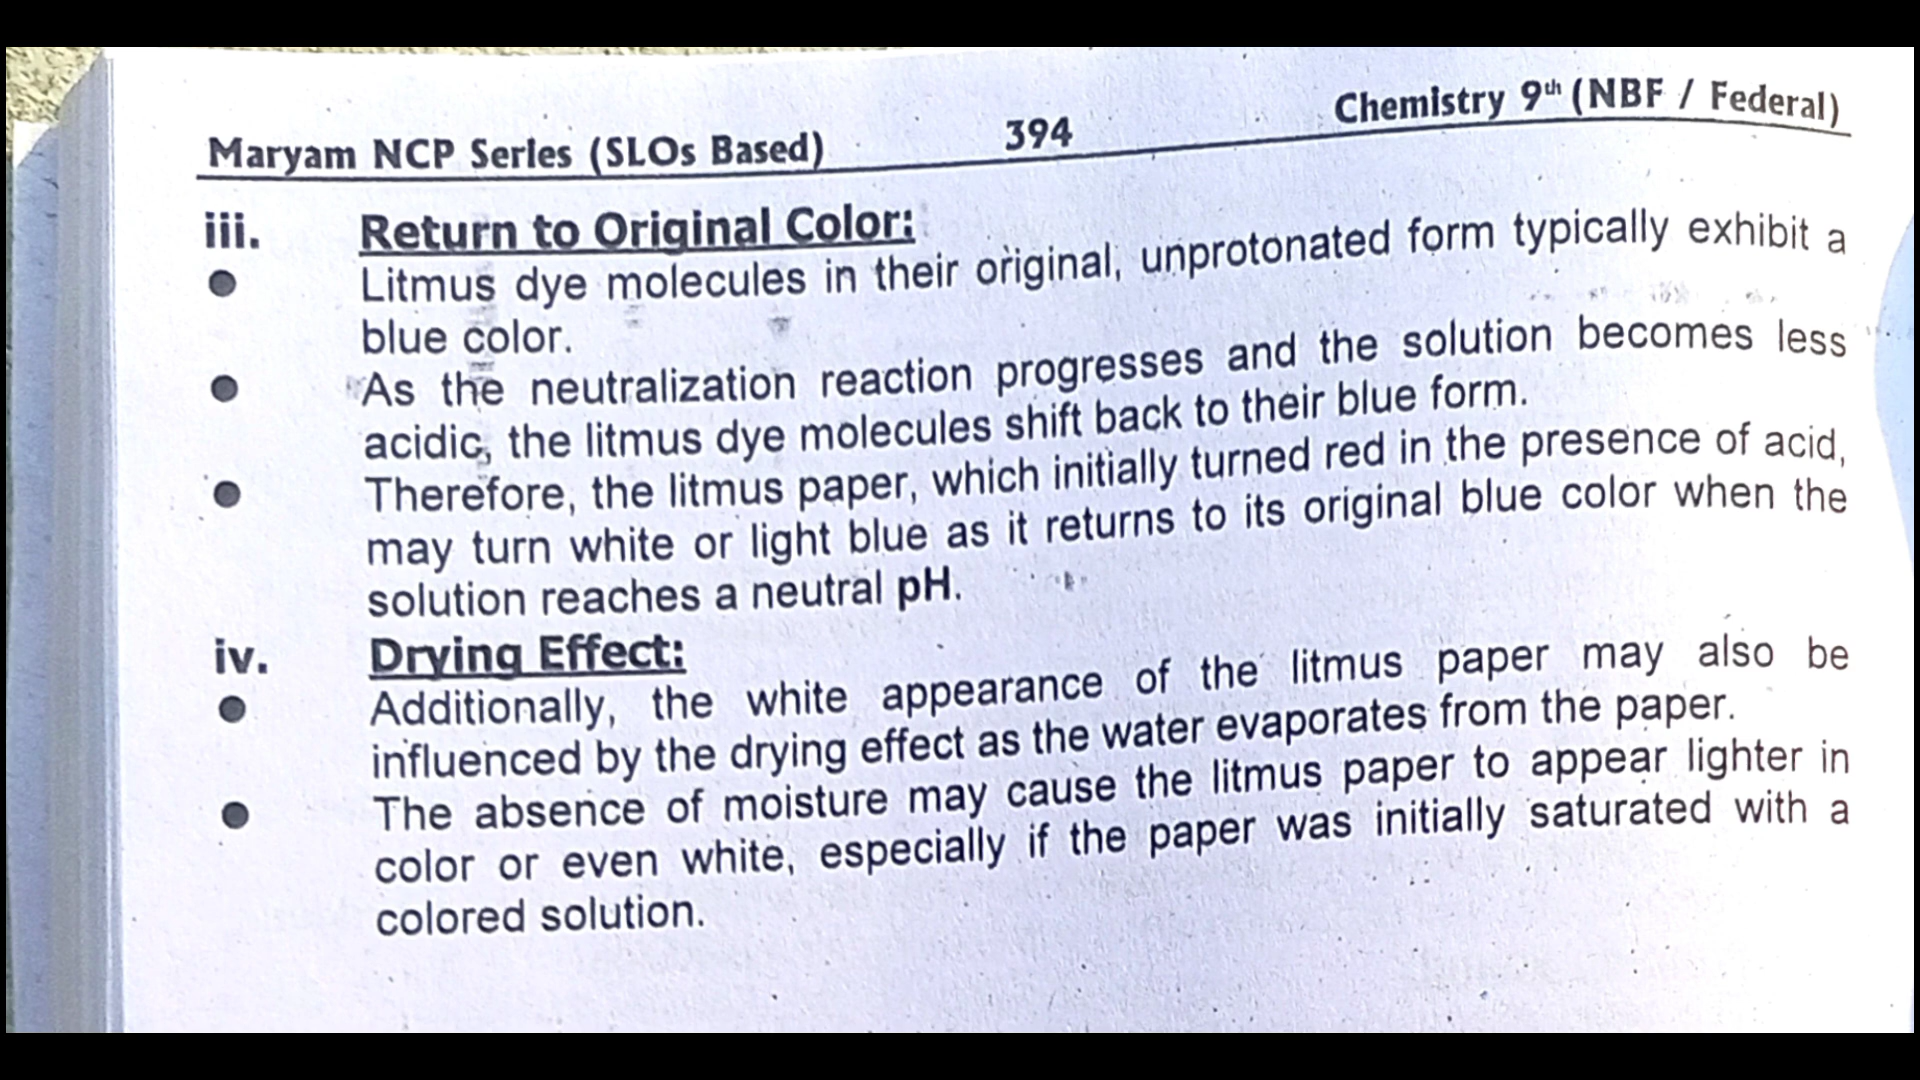 Maryam NCP Series (SLOs Based) 394 Chemistry 9th (NBF / Federal)
iii. Return to Original Color:
● Litmus dye molecules in their original, unprotonated form typically exhibit a
blue color.
● As the neutralization reaction progresses and the solution becomes less
acidic, the litmus dye molecules shift back to their blue form.
● Therefore, the litmus paper, which initially turned red in the presence of acid,
may turn white or light blue as it returns to its original blue color when the
solution reaches a neutral pH.
iv. Drying Effect:
● Additionally, the white appearance of the litmus paper may also be
influenced by the drying effect as the water evaporates from the paper.
● The absence of moisture may cause the litmus paper to appear lighter in
color or even white, especially if the paper was initially saturated with a
colored solution.